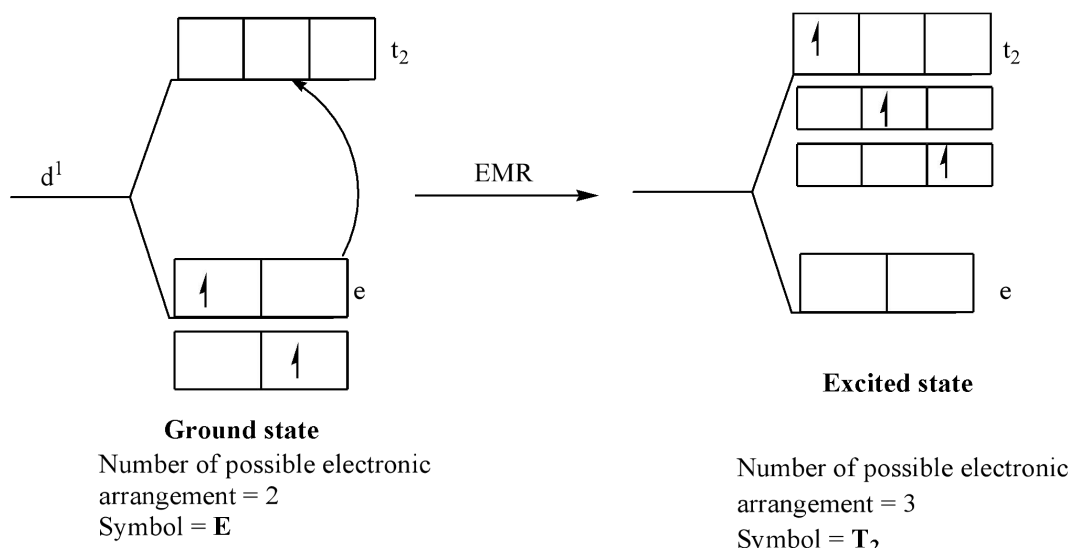 t₂
t₂
d¹
EMR
e
e
Excited state
Ground state
Number of possible electronic
arrangement = 2
Symbol = E
Number of possible electronic
arrangement = 3
Symbol = T₂